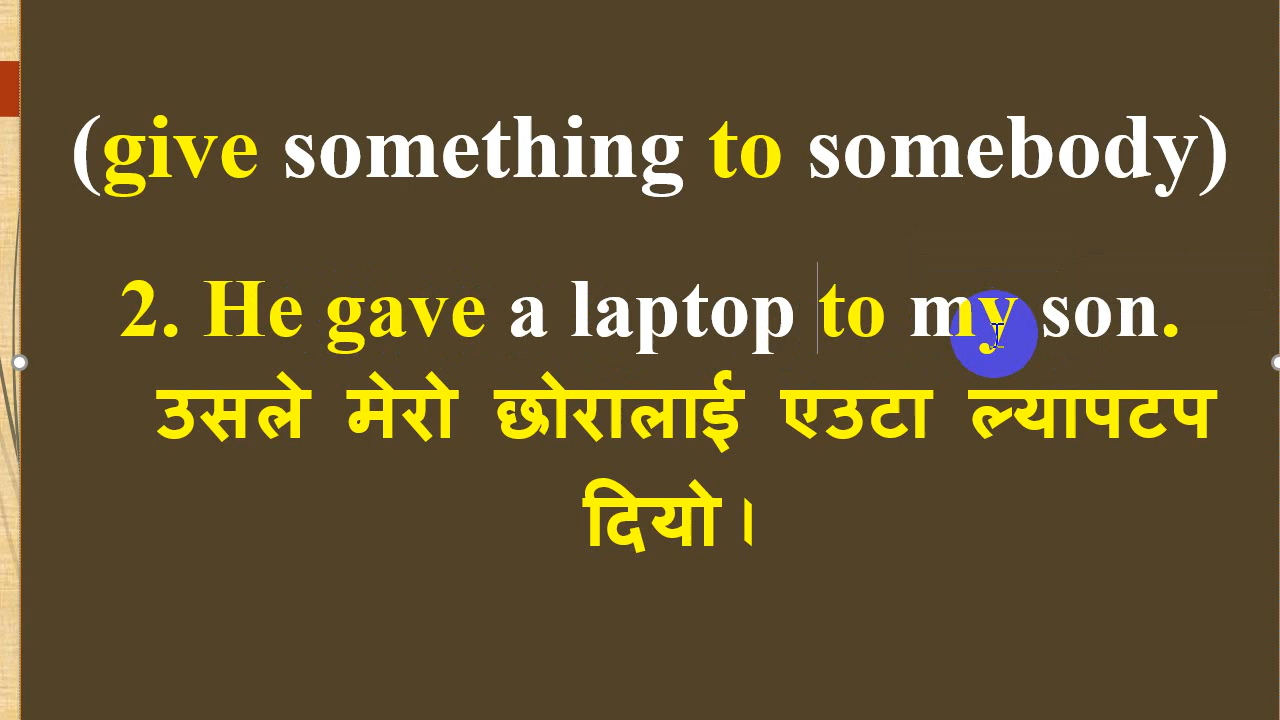 (give something to somebody)
2. He gave a laptop to my son.
उसले मेरो छोरालाई एउटा ल्यापटप
दियो।